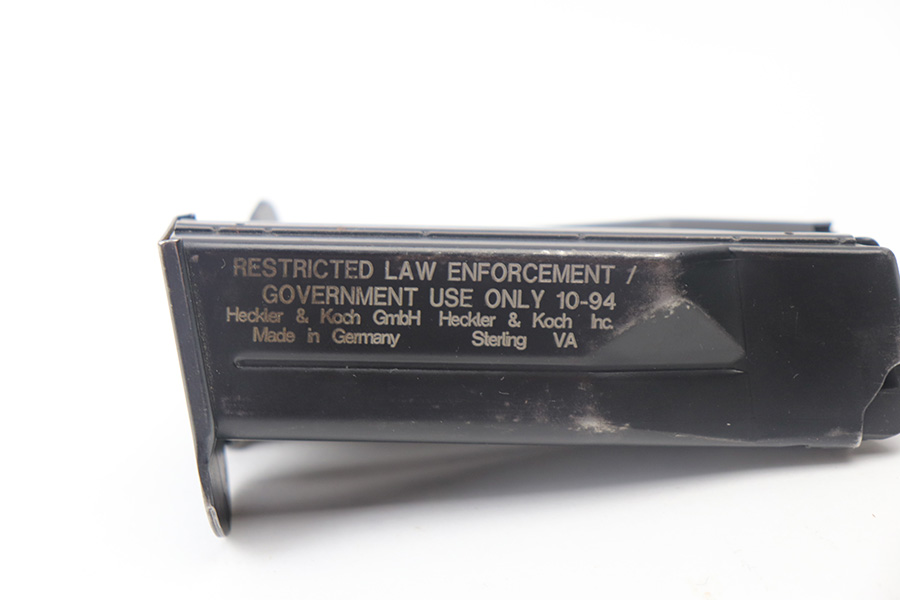 RESTRICTED LAW ENFORCEMENT /
GOVERNMENT USE ONLY 10-94
Heckler & Koch GmbH Heckler & Koch Inc.
Made in Germany Sterling VA